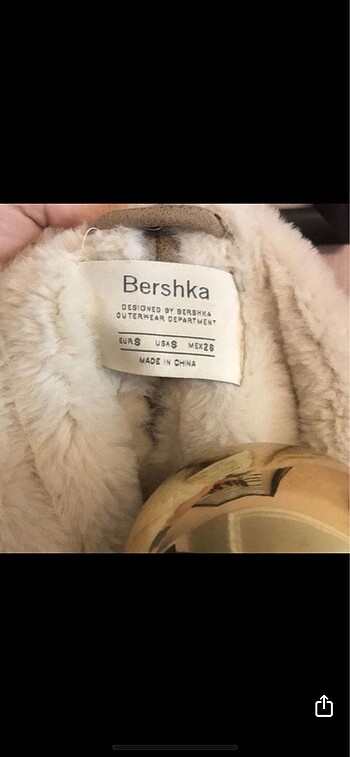 Bershka
DESIGNED BY BERSHKA
OUTERWEAR DEPARTMENT
EUR S USA S MEX 26
MADE IN CHINA